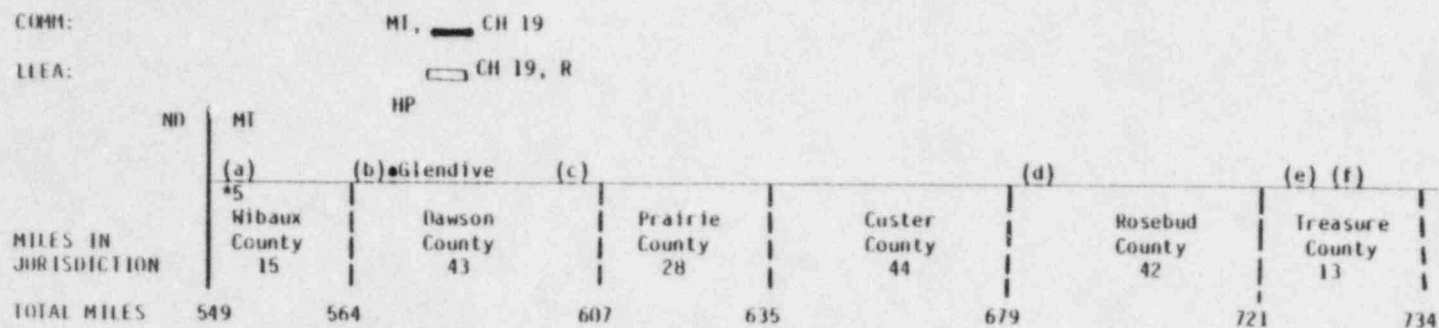 COMM: MT, CH 19
LLEA: CH 19, R
HP
ND MT
(a) (b) Glendive (c) (d) (e) (f)
*5
Wibaux Dawson Prairie Custer Rosebud Treasure
MILES IN County County County County County County
JURISDICTION 15 43 28 44 42 13
TOTAL MILES 549 564 607 635 679 721 734